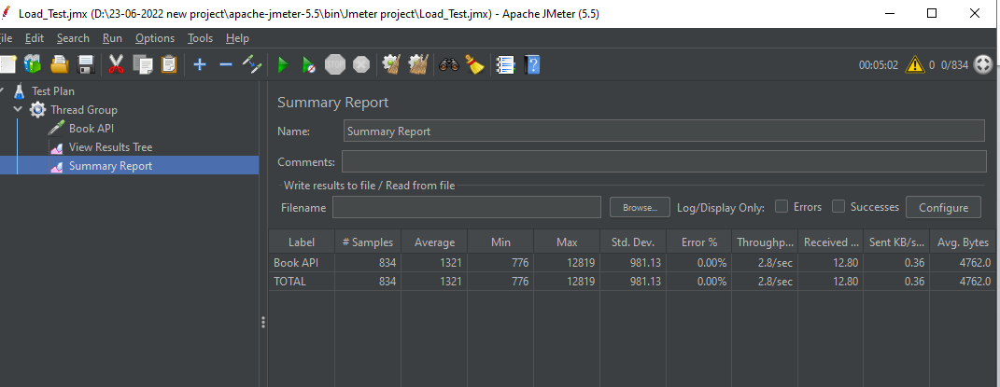 Load_Test.jmx (D:\23-06-2022 new project\apache-jmeter-5.5\bin\Jmeter project\Load_Test.jmx) - Apache JMeter (5.5)
ile Edit Search Run Options Tools Help
STOP 00:05:02 0 0/834
Test Plan
Thread Group
Book API
View Results Tree
Summary Report
Summary Report
Name: Summary Report
Comments:
Write results to file / Read from file
Filename Browse... Log/Display Only: Errors Successes Configure
Label # Samples Average Min Max Std. Dev. Error % Throughp... Received ... Sent KB/s... Avg. Bytes
Book API 834 1321 776 12819 981.13 0.00% 2.8/sec 12.80 0.36 4762.0
TOTAL 834 1321 776 12819 981.13 0.00% 2.8/sec 12.80 0.36 4762.0